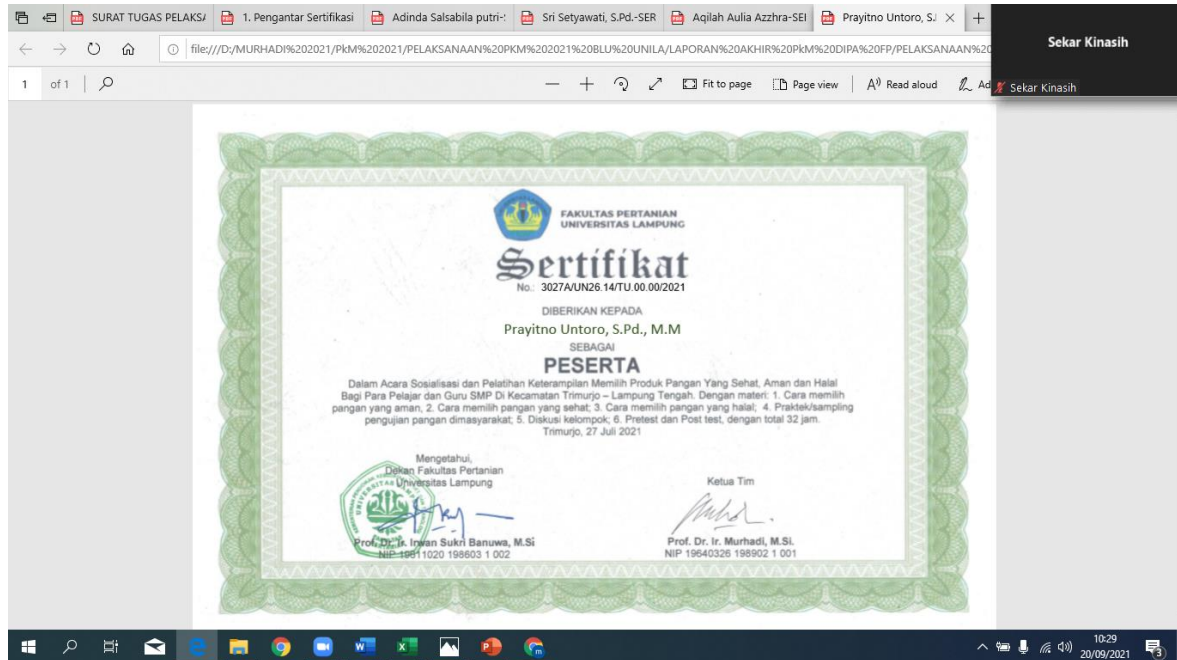 SURAT TUGAS PELAKS
1. Pengantar Sertifikasi
Adinda Salsabila putri-
Sri Setyawati, S.Pd.-SER
Aqilah Aulia Azzhra-SEI
Prayitno Untoro, S.
file:///D:/MURHADI%202021/PkM%202021/PELAKSANAAN%20PKM%202021%20BLU%20UNILA/LAPORAN%20AKHIR%20PkM%20DIPA%20FP/PELAKSANAAN%20
Sekar Kinasih
Sekar Kinasih
1 of 1
Fit to page
Page view
Read aloud
Ad
FAKULTAS PERTANIAN
UNIVERSITAS LAMPUNG
Sertifikat
No.: 3027A/UN26.14/TU.00.00/2021
DIBERIKAN KEPADA
Prayitno Untoro, S.Pd., M.M
SEBAGAI
PESERTA
Dalam Acara Sosialisasi dan Pelatihan Keterampilan Memilih Produk Pangan Yang Sehat, Aman dan Halal
Bagi Para Pelajar dan Guru SMP Di Kecamatan Trimurjo – Lampung Tengah. Dengan materi: 1. Cara memilih
pangan yang aman, 2. Cara memilih pangan yang sehat; 3. Cara memilih pangan yang halal; 4. Praktek/sampling
pengujian pangan dimasyarakat; 5. Diskusi kelompok; 6. Pretest dan Post test, dengan total 32 jam.
Trimurjo, 27 Juli 2021
Mengetahui,
Dekan Fakultas Pertanian
Universitas Lampung
Prof. Dr. Ir. Irwan Sukri Banuwa, M.Si
NIP 19611020 198603 1 002
Ketua Tim
Prof. Dr. Ir. Murhadi, M.Si.
NIP 19640326 198902 1 001
10:29
20/09/2021